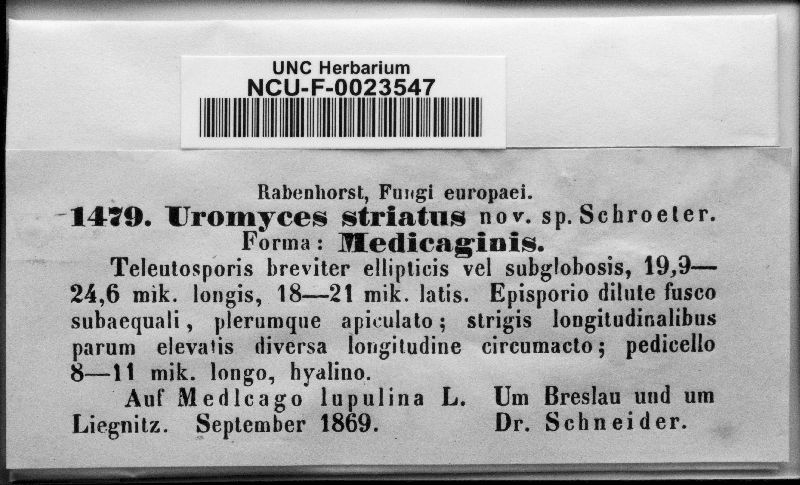 UNC Herbarium
NCU-F-0023547
Rabenhorst, Fungi europaei.
1479. Uromyces striatus nov. sp. Schroeter.
Forma: Medicaginis.
Teleutosporis breviter ellipticis vel subglobosis, 19,9—
24,6 mik. longis, 18—21 mik. latis. Episporio dilute fusco
subaequali, plerumque apiculato; strigis longitudinalibus
parum elevatis diversa longitudine circumacto; pedicello
8—11 mik. longo, hyalino.
Auf Medicago lupulina L. Um Breslau und um
Liegnitz. September 1869. Dr. Schneider.